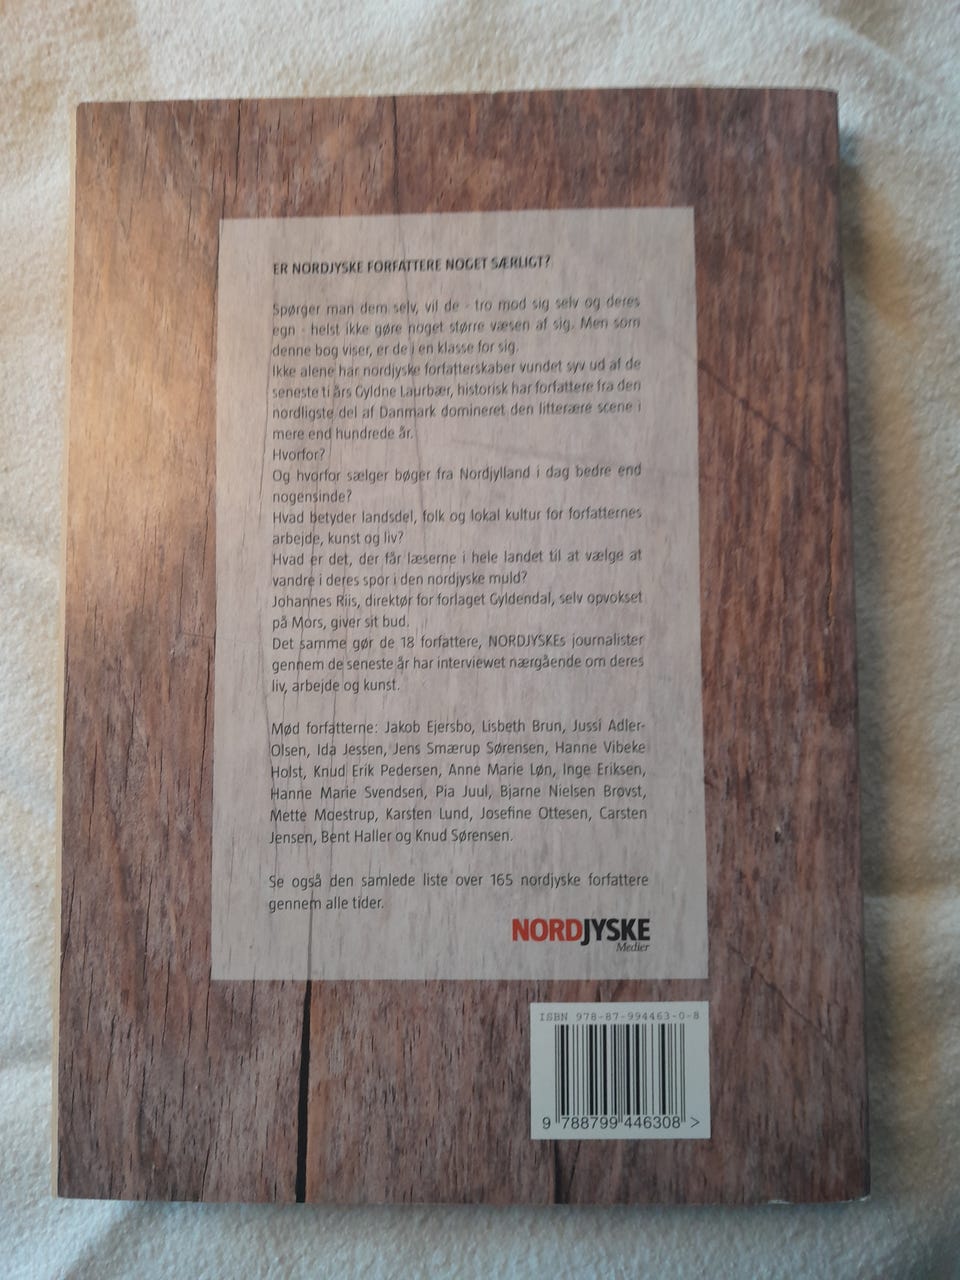 ER NORDJYSKE FORFATTERE NOGET SÆRLIGT?
Spørger man dem selv, vil de - tro mod sig selv og deres
egn - helst ikke gøre noget større væsen af sig. Men som
denne bog viser, er de i en klasse for sig.
Ikke alene har nordjyske forfatterskaber vundet syv ud af de
seneste ti års Gyldne Laurbær, historisk har forfattere fra den
nordligste del af Danmark domineret den litterære scene i
mere end hundrede år.
Hvorfor?
Og hvorfor sælger bøger fra Nordjylland i dag bedre end
nogensinde?
Hvad betyder landsdel, folk og lokal kultur for forfatternes
arbejde, kunst og liv?
Hvad er det, der får læserne i hele landet til at vælge at
vandre i deres spor i den nordjyske muld?
Johannes Riis, direktør for forlaget Gyldendal, selv opvokset
på Mors, giver sit bud.
Det samme gør de 18 forfattere, NORDJYSKEs journalister
gennem de seneste år har interviewet nærgående om deres
liv, arbejde og kunst.
Mød forfatterne: Jakob Ejersbo, Lisbeth Brun, Jussi Adler-
Olsen, Ida Jessen, Jens Smærup Sørensen, Hanne Vibeke
Holst, Knud Erik Pedersen, Anne Marie Løn, Inge Eriksen,
Hanne Marie Svendsen, Pia Juul, Bjarne Nielsen Brovst,
Mette Moestrup, Karsten Lund, Josefine Ottesen, Carsten
Jensen, Bent Haller og Knud Sørensen.
Se også den samlede liste over 165 nordjyske forfattere
gennem alle tider.
NORDJYSKE
Medier
ISBN 978-87-994463-0-8
9 788799 446308 >